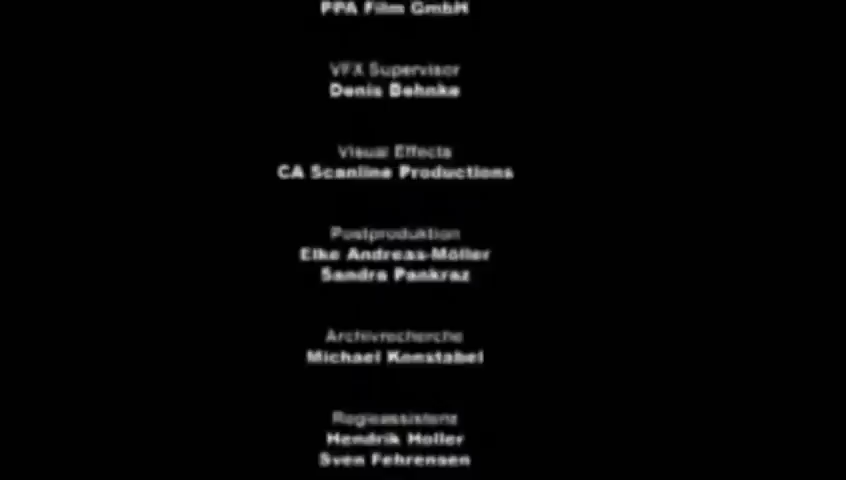 PPA Film GmbH
VFX Supervisor
Denis Behnke
Visual Effects
CA Scanline Productions
Postproduktion
Elke Andreas-Möller
Sandra Pankraz
Archivrecherche
Michael Konstabel
Regieassistenz
Hendrik Holler
Sven Fehrensen